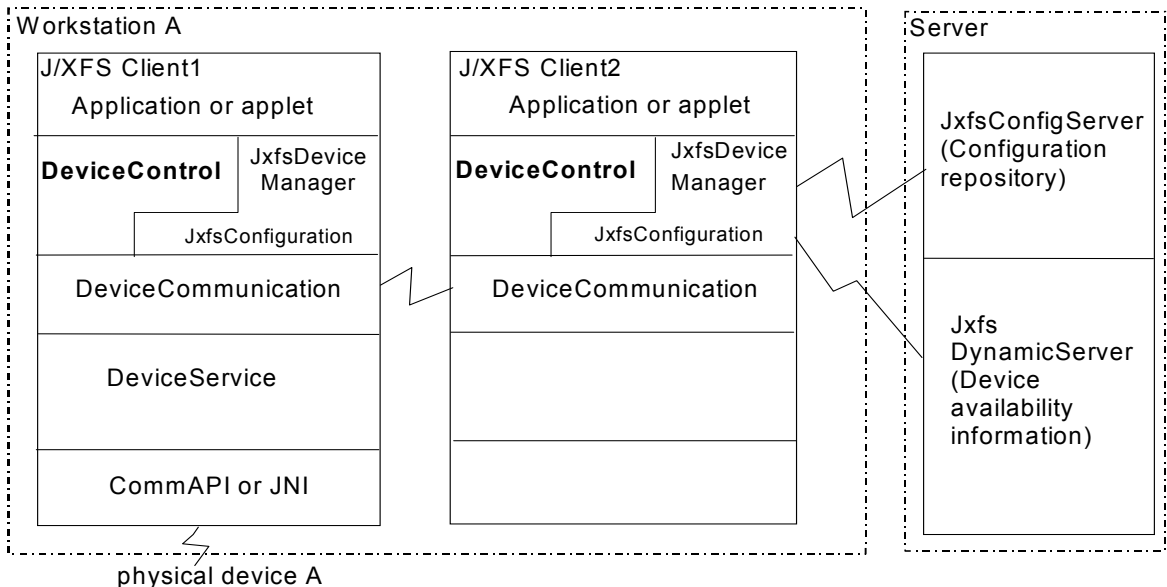 Workstation A
J/XFS Client1
Application or applet
DeviceControl
JxfsDevice
Manager
JxfsConfiguration
DeviceCommunication
DeviceService
CommAPI or JNI
physical device A
J/XFS Client2
Application or applet
DeviceControl
JxfsDevice
Manager
JxfsConfiguration
DeviceCommunication
Server
JxfsConfigServer
(Configuration
repository)
Jxfs
DynamicServer
(Device
availability
information)